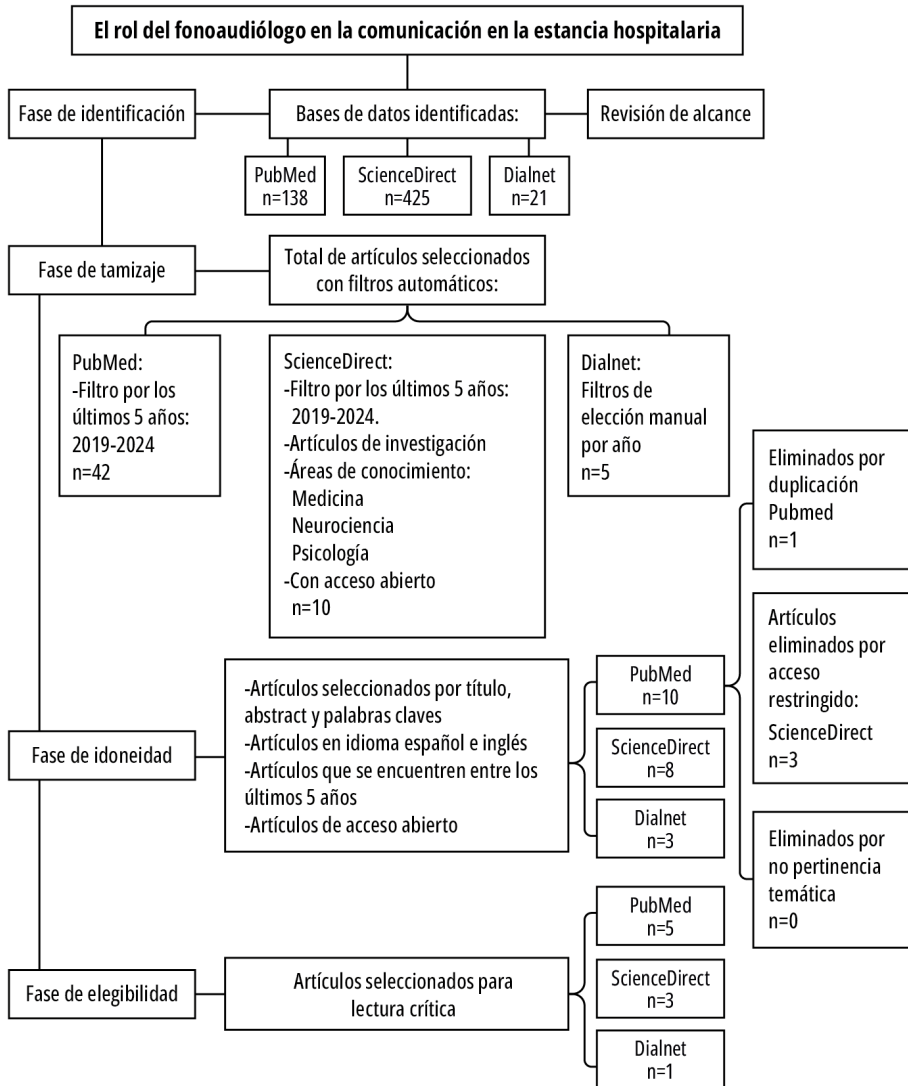 El rol del fonoaudiólogo en la comunicación en la estancia hospitalaria
Fase de identificación
Bases de datos identificadas:
Revisión de alcance
PubMed
n=138
ScienceDirect
n=425
Dialnet
n=21
Fase de tamizaje
Total de artículos seleccionados
con filtros automáticos:
PubMed:
-Filtro por los
últimos 5 años:
2019-2024
n=42
ScienceDirect:
-Filtro por los últimos 5 años:
2019-2024.
-Artículos de investigación
-Áreas de conocimiento:
Medicina
Neurociencia
Psicología
-Con acceso abierto
n=10
Dialnet:
Filtros de
elección manual
por año
n=5
Fase de idoneidad
-Artículos seleccionados por título,
abstract y palabras claves
-Artículos en idioma español e inglés
-Artículos que se encuentren entre los
últimos 5 años
-Artículos de acceso abierto
PubMed
n=10
ScienceDirect
n=8
Dialnet
n=3
Eliminados por
duplicación
Pubmed
n=1
Artículos
eliminados por
acceso
restringido:
ScienceDirect
n=3
Eliminados por
no pertinencia
temática
n=0
Fase de elegibilidad
Artículos seleccionados para
lectura crítica
PubMed
n=5
ScienceDirect
n=3
Dialnet
n=1